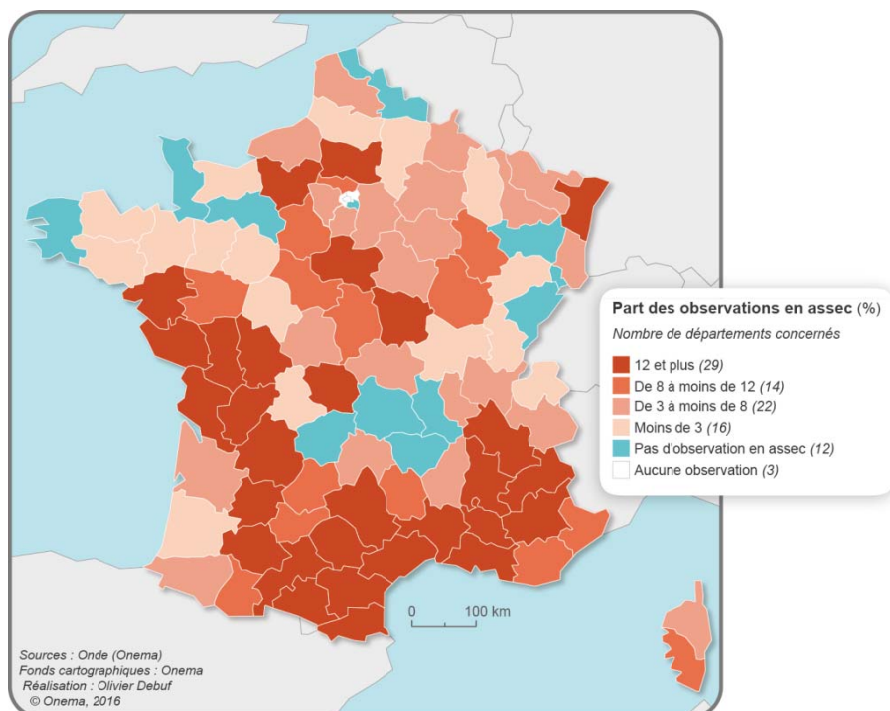 Part des observations en assec (%)
Nombre de départements concernés
12 et plus (29)
De 8 à moins de 12 (14)
De 3 à moins de 8 (22)
Moins de 3 (16)
Pas d'observation en assec (12)
Aucune observation (3)
0 100 km
Sources : Onde (Onema)
Fonds cartographiques : Onema
Réalisation : Olivier Debuf
© Onema, 2016